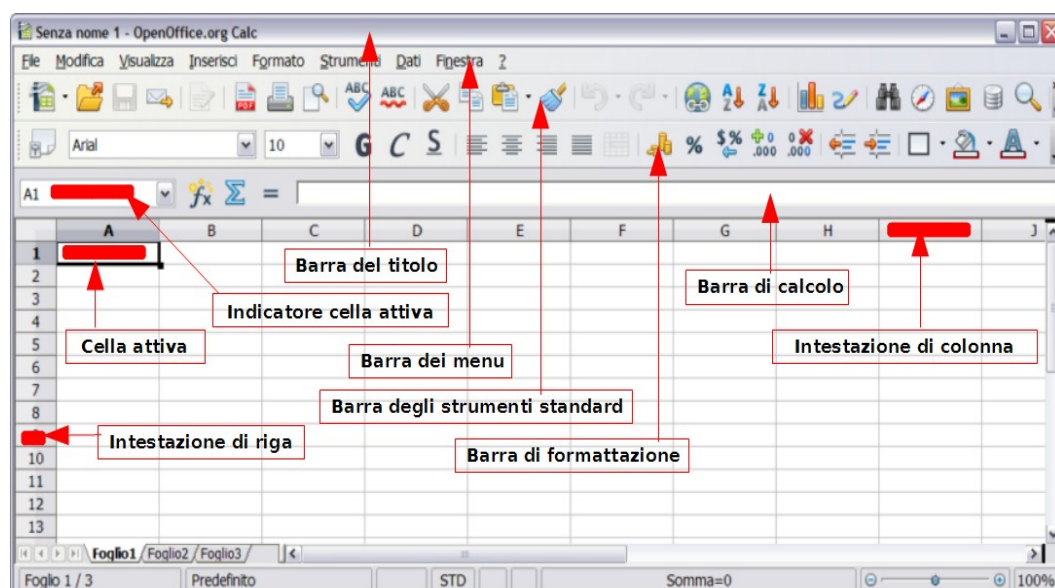 Senza nome 1 - OpenOffice.org Calc
File Modifica Visualizza Inserisci Formato Strumenti Dati Finestra ?
Arial 10 G C S % $% .000 .000 A
A1 fx Σ =
A B C D E F G H J
1
2
3
4
5
6
7
8
10
11
12
13
Barra del titolo
Barra di calcolo
Indicatore cella attiva
Cella attiva
Intestazione di colonna
Barra dei menu
Barra degli strumenti standard
Intestazione di riga
Barra di formattazione
Foglio1 Foglio2 Foglio3
Foglio 1 / 3 Predefinito STD Somma=0 100%